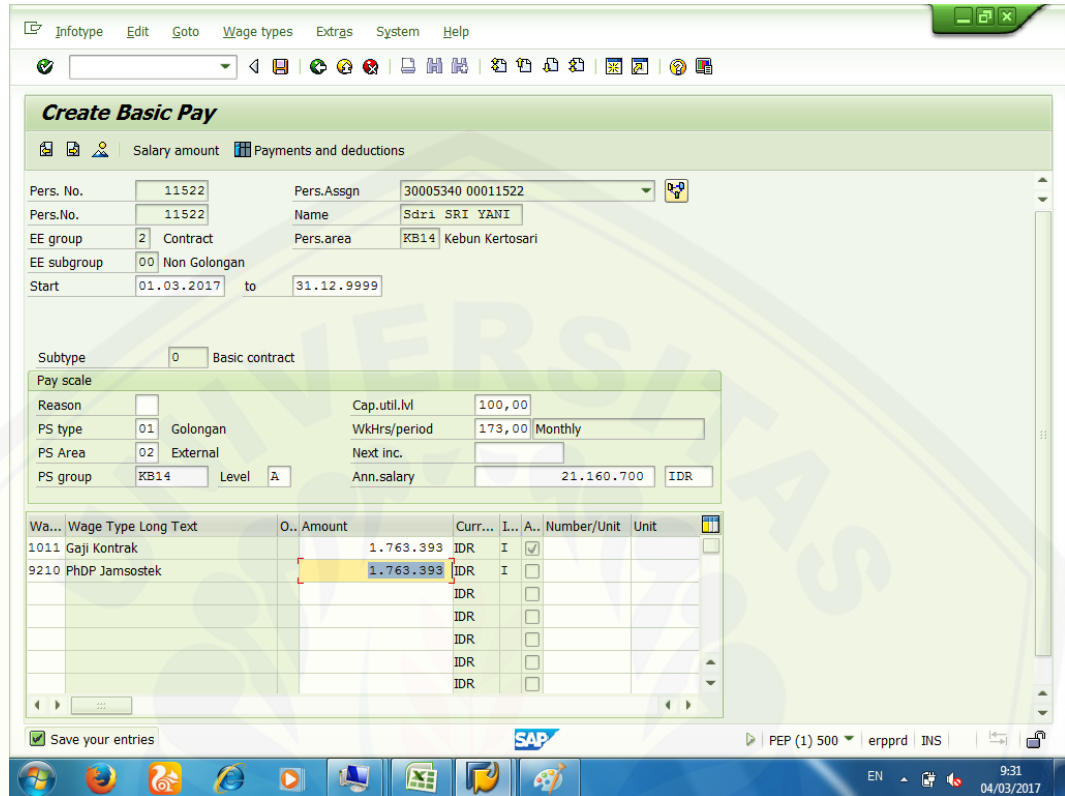 Infotype Edit Goto Wage types Extras System Help
Create Basic Pay
Salary amount Payments and deductions
Pers. No. 11522 Pers.Assgn 30005340 00011522
Pers.No. 11522 Name Sdri SRI YANI
EE group 2 Contract Pers.area KB14 Kebun Kertosari
EE subgroup 00 Non Golongan
Start 01.03.2017 to 31.12.9999
Subtype 0 Basic contract
Pay scale
Reason Cap.util.lvl 100,00
PS type 01 Golongan WkHrs/period 173,00 Monthly
PS Area 02 External Next inc.
PS group KB14 Level A Ann.salary 21.160.700 IDR
Wa... Wage Type Long Text O.. Amount Curr... I... A.. Number/Unit Unit
1011 Gaji Kontrak 1.763.393 IDR I
9210 PhDP Jamsostek 1.763.393 IDR I
IDR
IDR
IDR
IDR
IDR
UNIVERSITAS
Save your entries SAP PEP (1) 500 erpprd INS
EN 9:31
04/03/2017